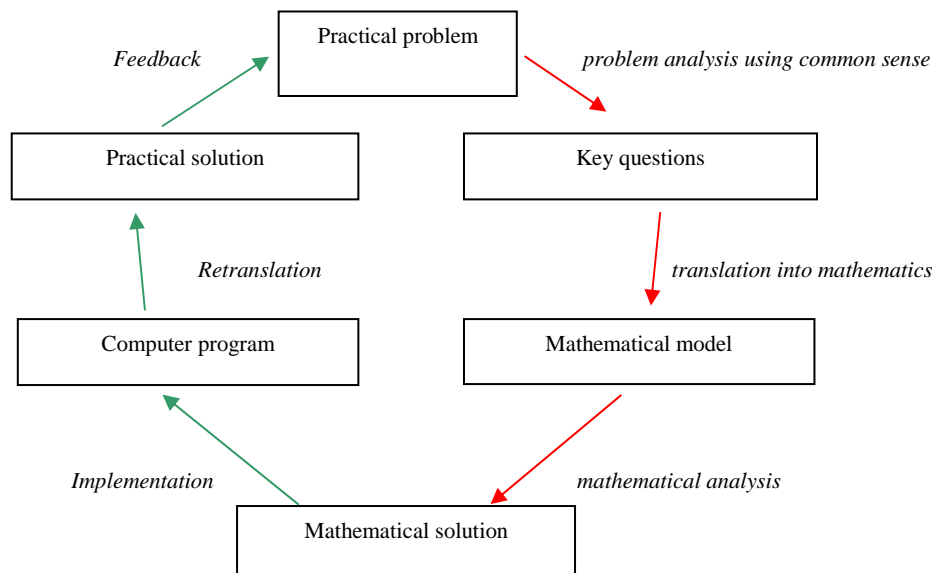 Practical problem
Feedback
problem analysis using common sense
Practical solution
Key questions
Retranslation
translation into mathematics
Computer program
Mathematical model
Implementation
mathematical analysis
Mathematical solution